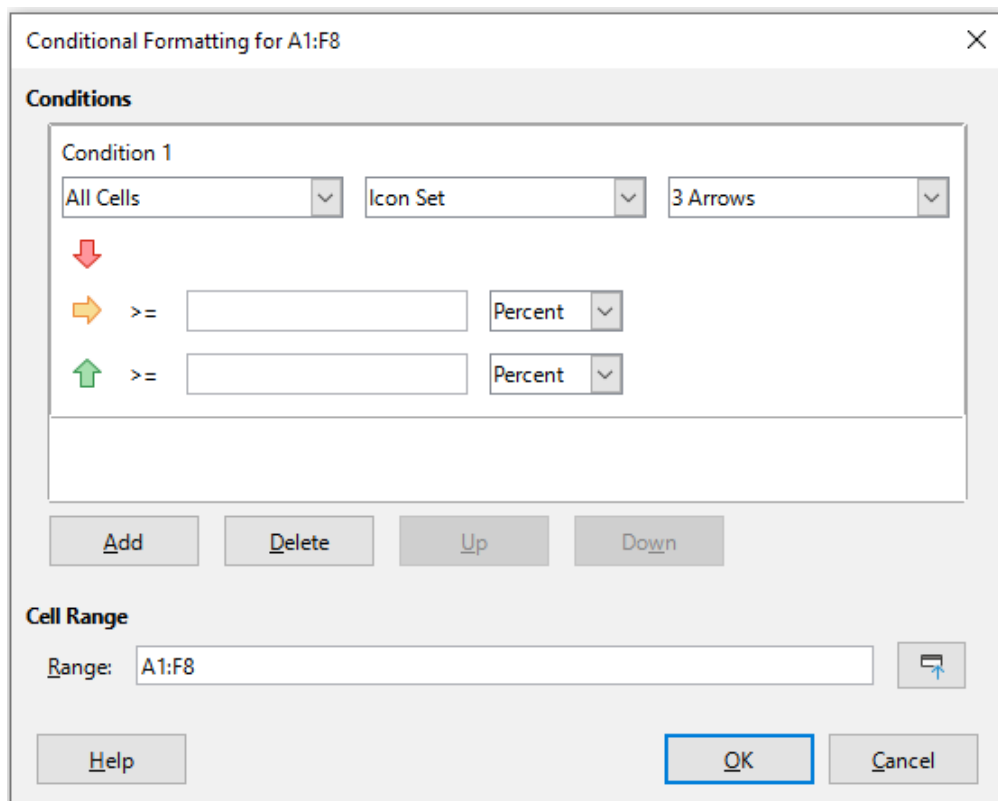 Conditional Formatting for A1:F8
Conditions
Condition 1
All Cells Icon Set 3 Arrows
>= Percent
>= Percent
Add Delete Up Down
Cell Range
Range: A1:F8
Help OK Cancel